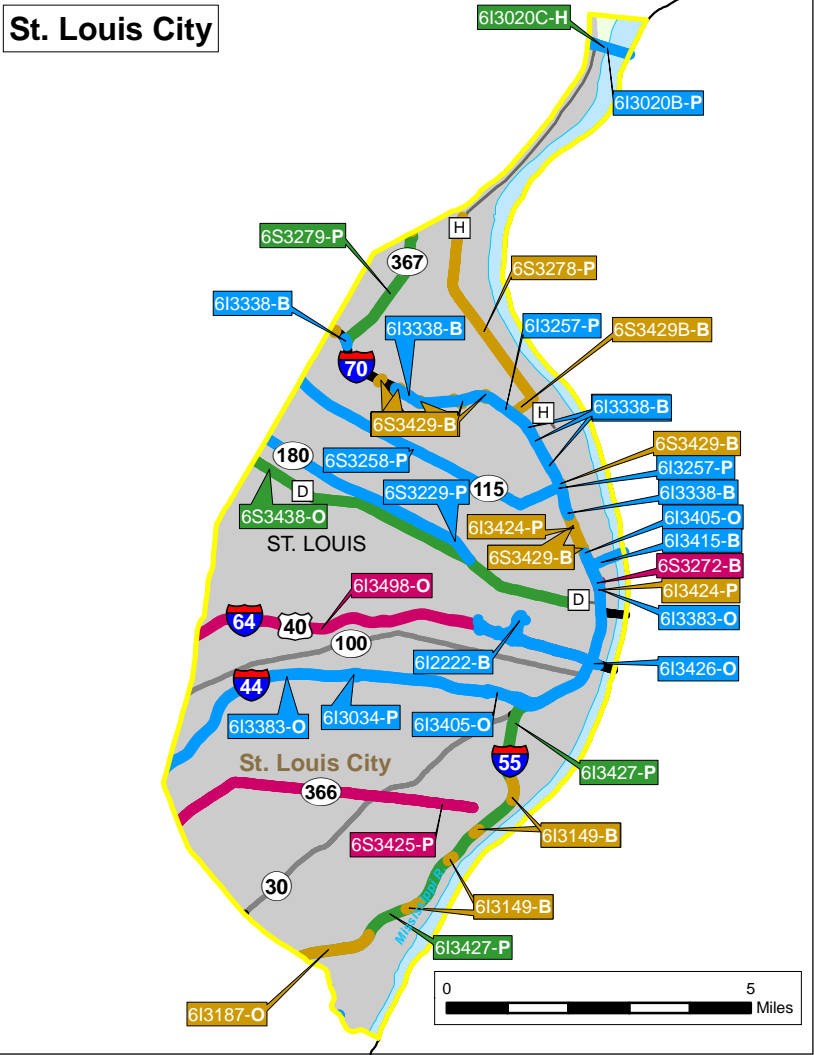 St. Louis City
6I3020C-H
6I3020B-P
H
6S3279-P
367
6S3278-P
6I3338-B
6I3338-B
6I3257-P
6S3429B-B
70
6S3429-B
H
6I3338-B
180
6S3258-P
6S3429-B
6I3257-P
D
6S3229-P
115
6I3338-B
6S3438-O
6I3424-P
6I3405-O
ST. LOUIS
6S3429-B
6I3415-B
6S3272-B
6I3498-O
6I3424-P
D
64
40
6I3383-O
100
6I2222-B
6I3426-O
44
6I3383-O
6I3034-P
6I3405-O
St. Louis City
55
6I3427-P
366
6S3425-P
6I3149-B
30
Mississippi R.
6I3149-B
6I3427-P
6I3187-O
0 5
Miles